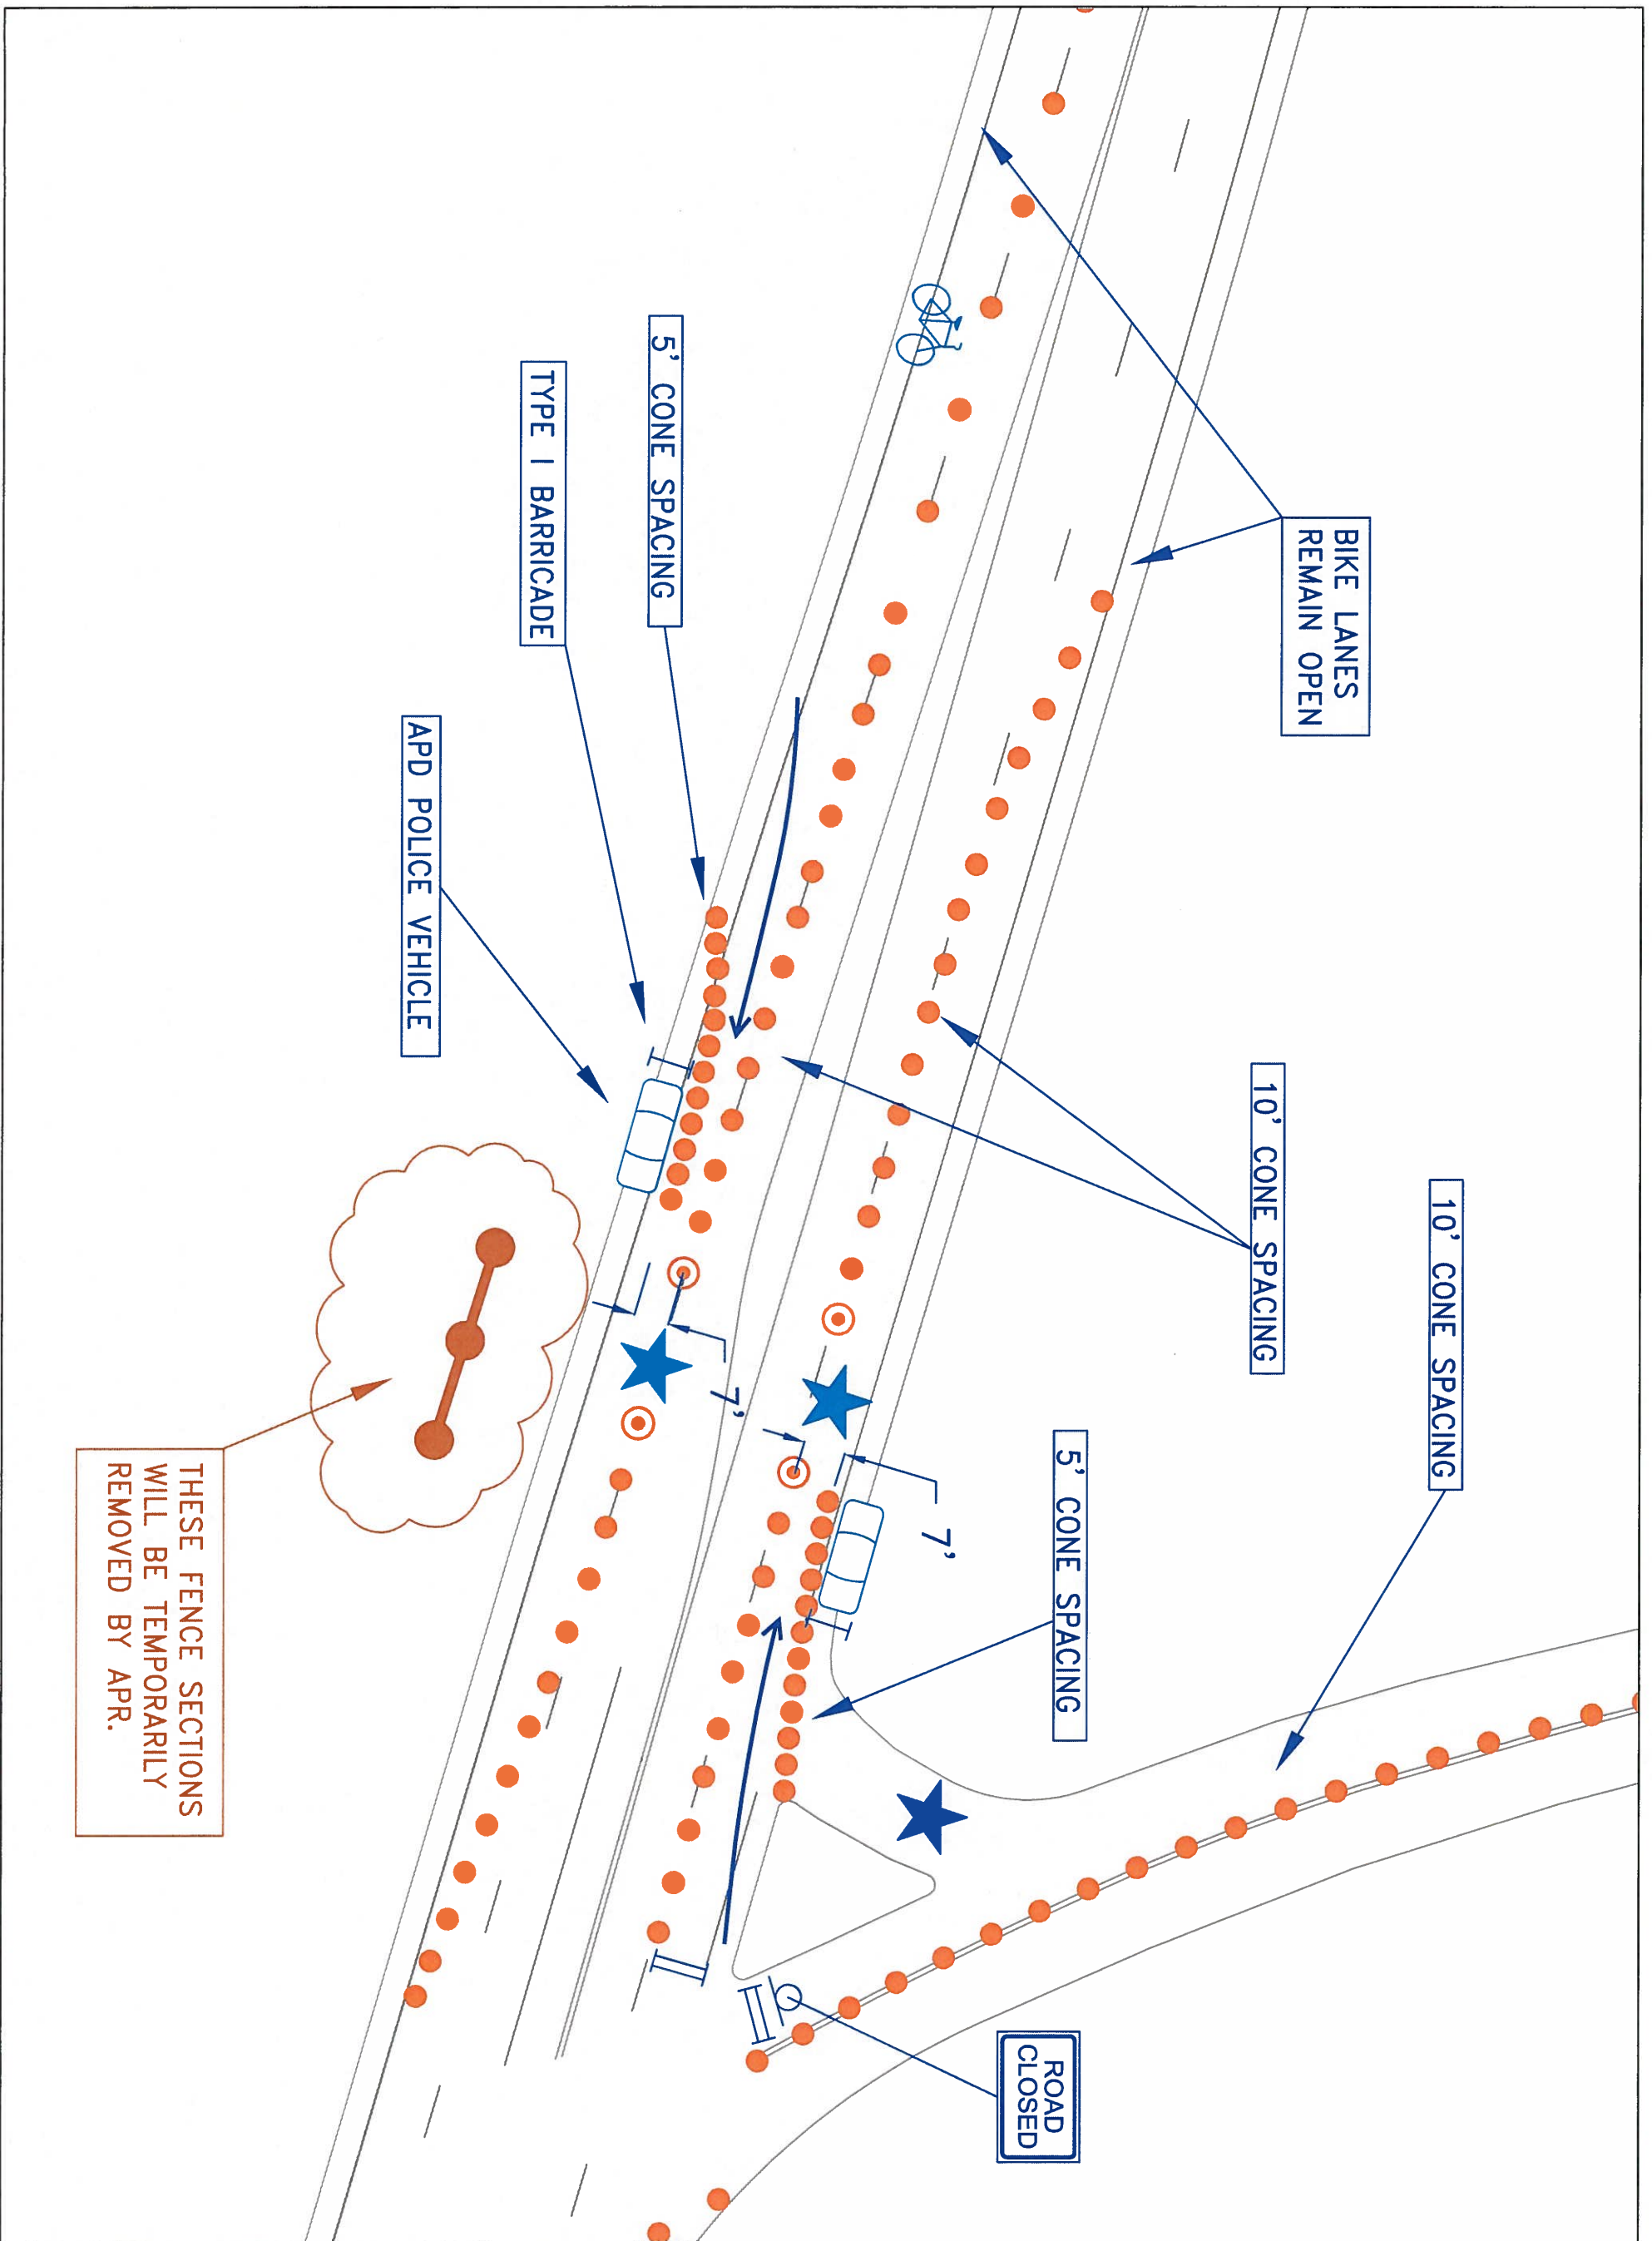 BIKE LANES
REMAIN OPEN
10' CONE SPACING
10' CONE SPACING
5' CONE SPACING
TYPE I BARRICADE
APD POLICE VEHICLE
7'
7'
5' CONE SPACING
ROAD
CLOSED
THESE FENCE SECTIONS
WILL BE TEMPORARILY
REMOVED BY APR.